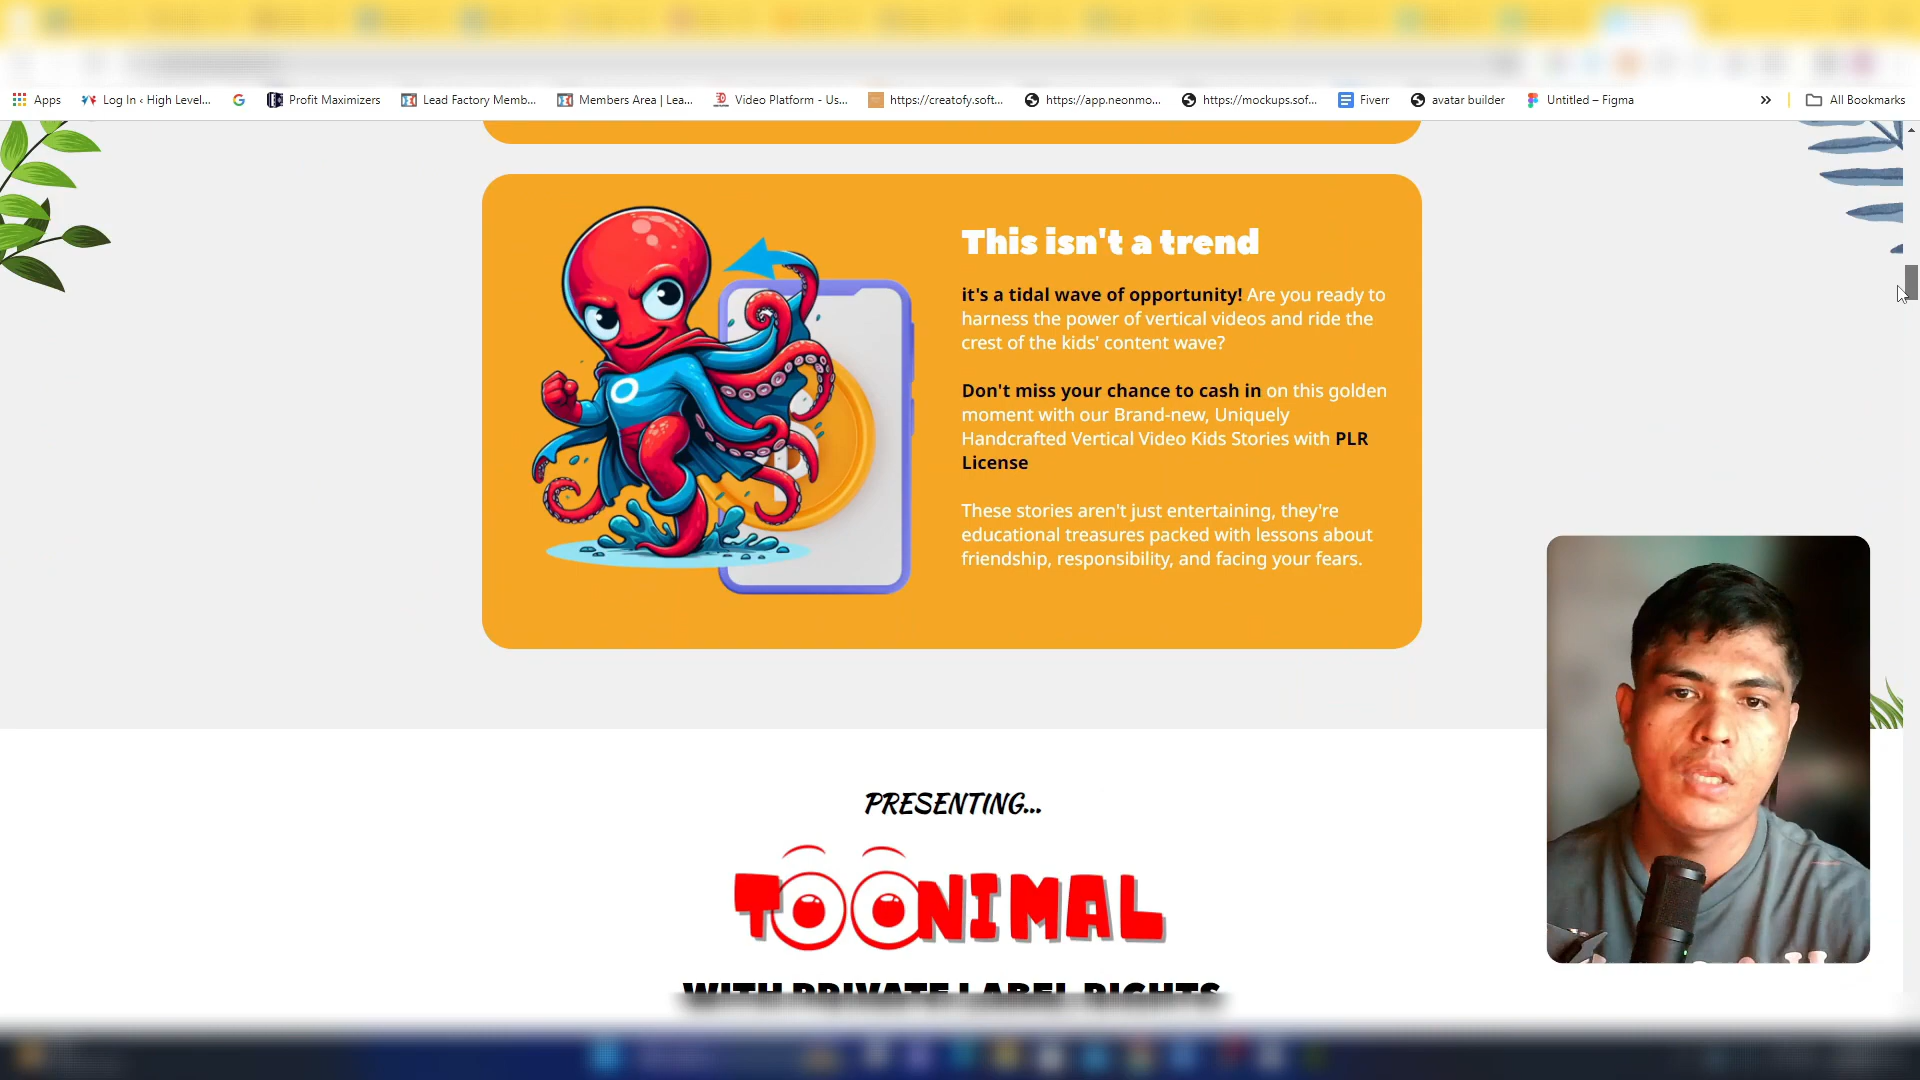 Apps
Log In ‹ High Level...
Profit Maximizers
Lead Factory Memb...
Members Area | Lea...
Video Platform - Us...
https://creatofy.soft...
https://app.neonmo...
https://mockups.sof...
Fiverr
avatar builder
Untitled – Figma
»
All Bookmarks
This isn't a trend
it's a tidal wave of opportunity! Are you ready to
harness the power of vertical videos and ride the
crest of the kids' content wave?
Don't miss your chance to cash in on this golden
moment with our Brand-new, Uniquely
Handcrafted Vertical Video Kids Stories with PLR
License
These stories aren't just entertaining, they're
educational treasures packed with lessons about
friendship, responsibility, and facing your fears.
PRESENTING...
TOONIMAL
WITH PRIVATE LABEL RIGHTS